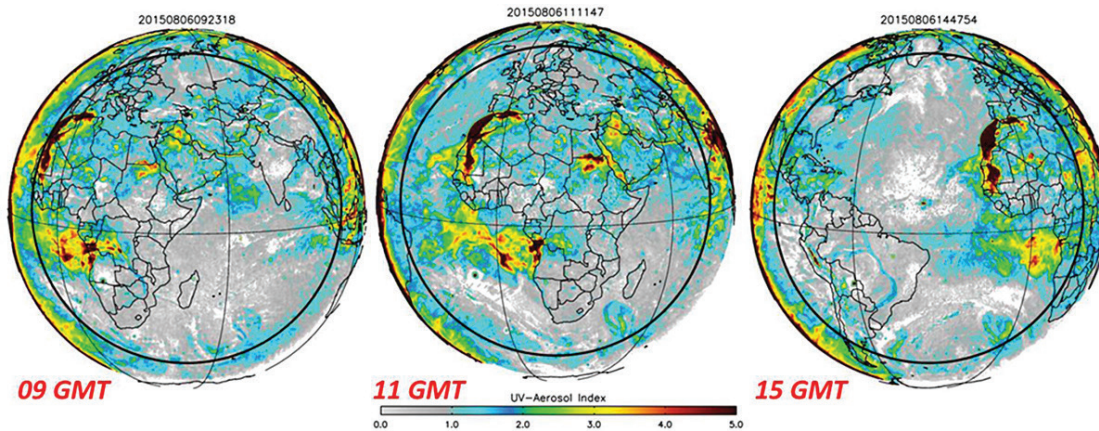 20150806092318
20150806111147
20150806144754
09 GMT
11 GMT
15 GMT
UV-Aerosol Index
0.0 1.0 2.0 3.0 4.0 5.0